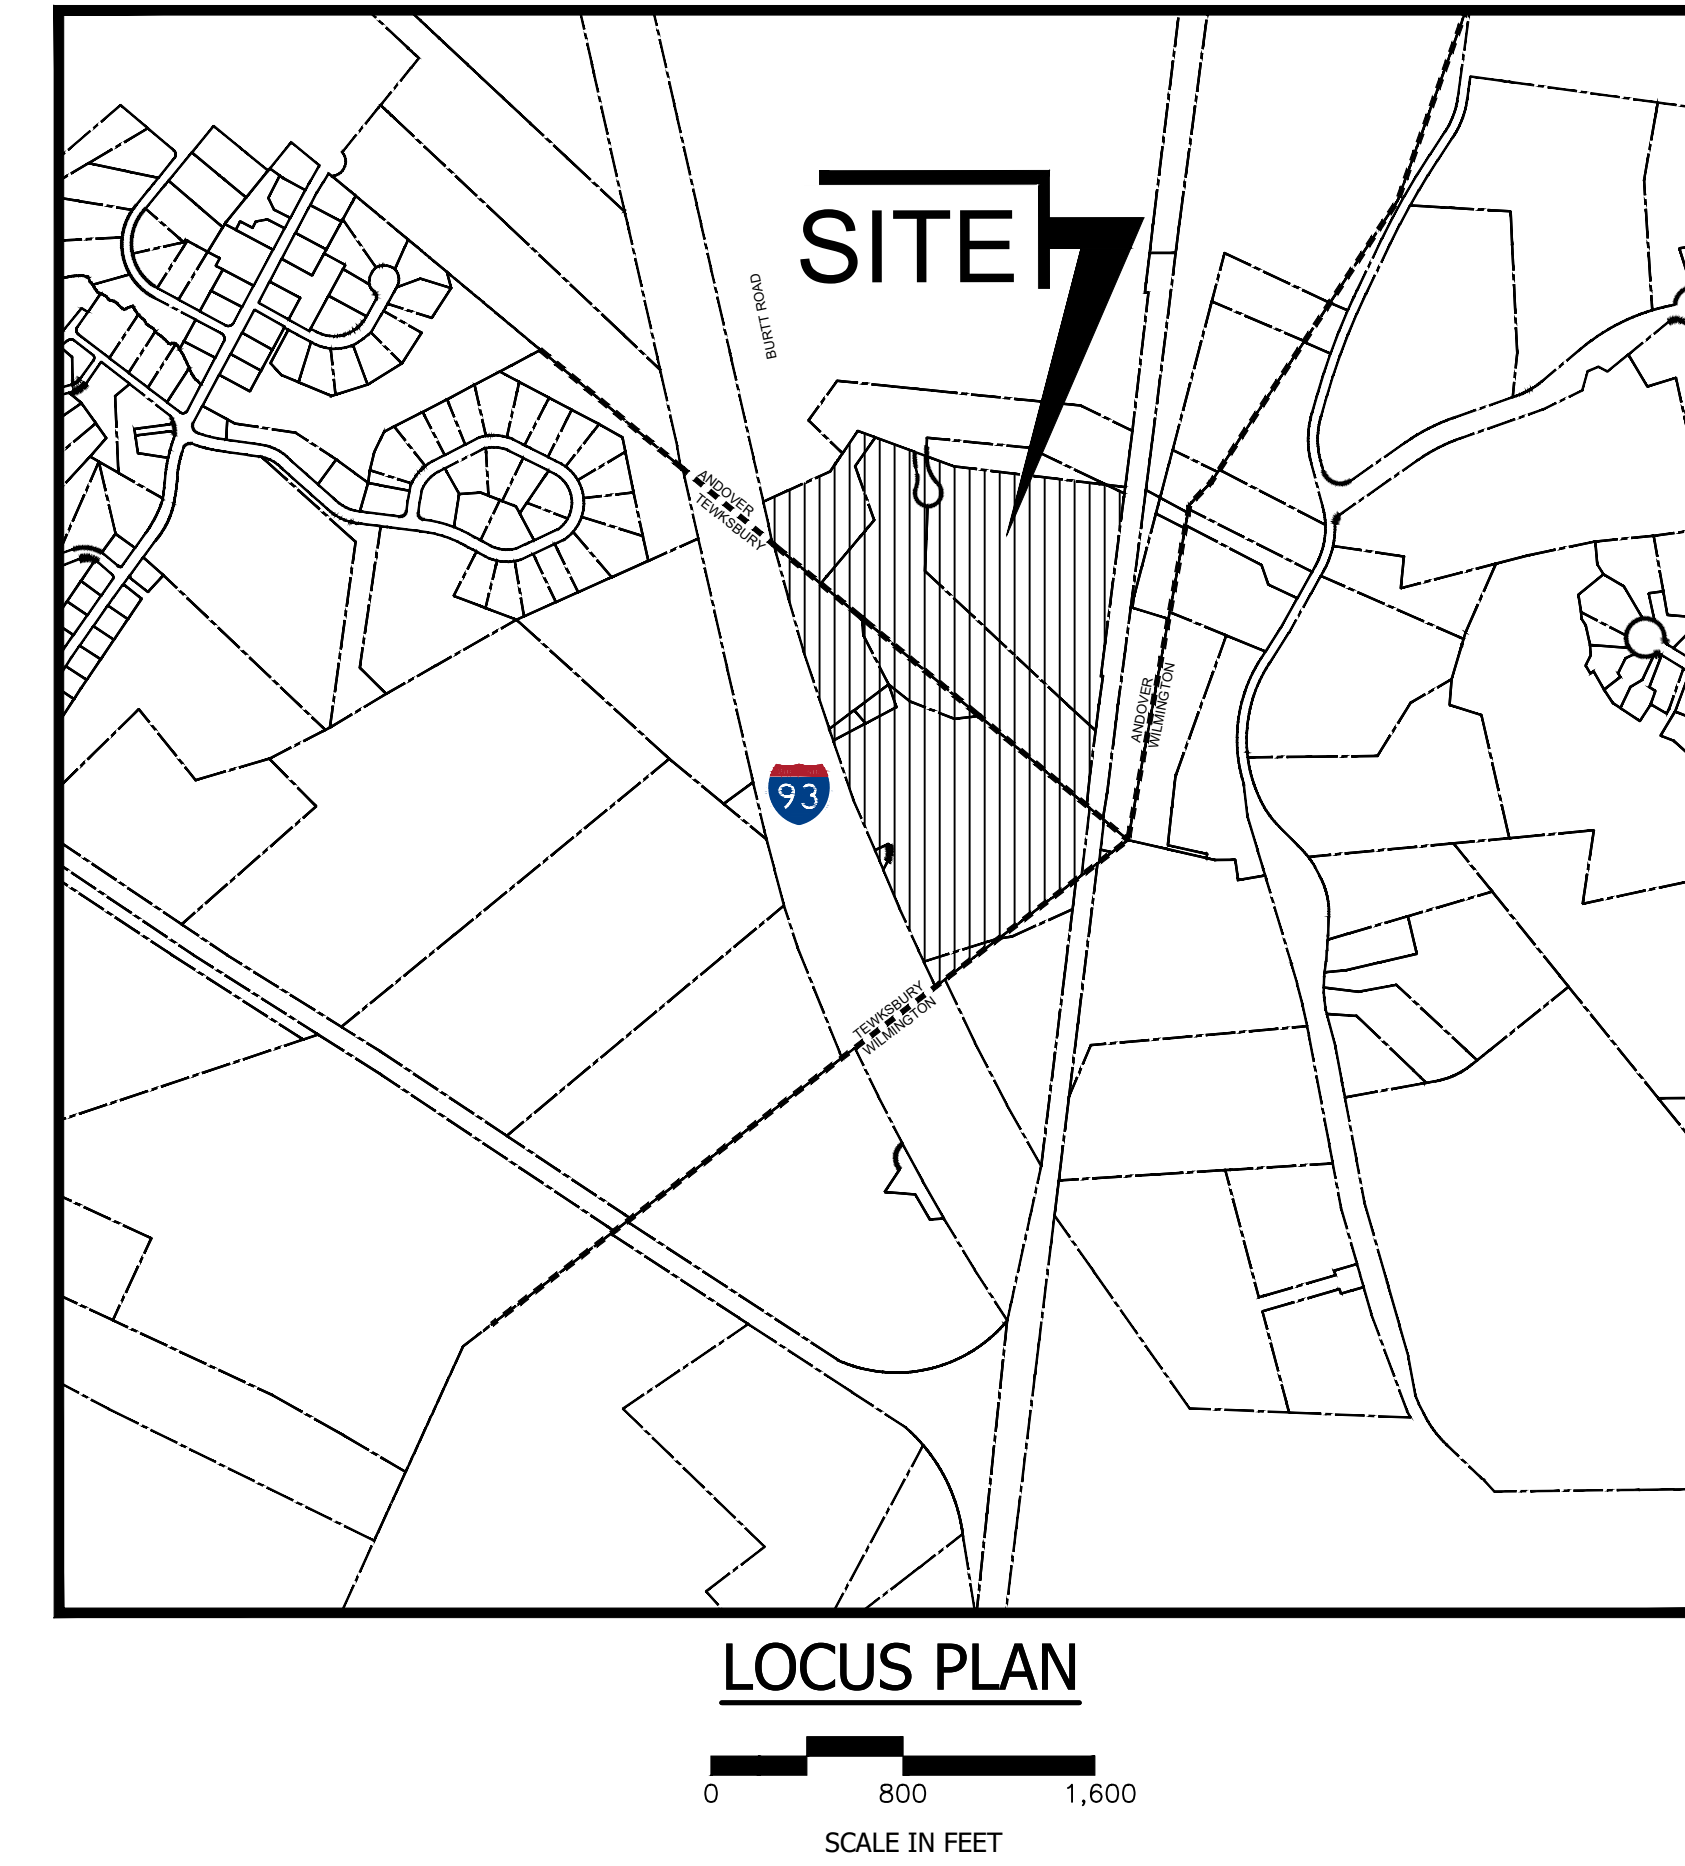 SITE
BURTT ROAD
ANDOVER
TEWKSBURY
ANDOVER
WILMINGTON
93
TEWKSBURY
WILMINGTON
LOCUS PLAN
0 800 1,600
SCALE IN FEET